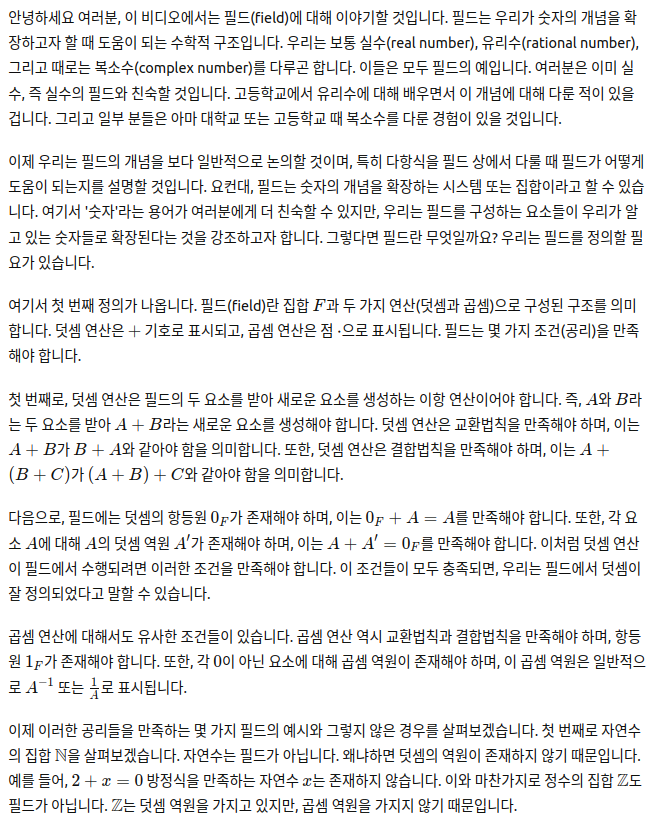 안녕하세요 여러분, 이 비디오에서는 필드(field)에 대해 이야기할 것입니다. 필드는 우리가 숫자의 개념을 확
장하고자 할 때 도움이 되는 수학적 구조입니다. 우리는 보통 실수(real number), 유리수(rational number),
그리고 때로는 복소수(complex number)를 다루곤 합니다. 이들은 모두 필드의 예입니다. 여러분은 이미 실
수, 즉 실수의 필드와 친숙할 것입니다. 고등학교에서 유리수에 대해 배우면서 이 개념에 대해 다룬 적이 있을
겁니다. 그리고 일부 분들은 아마 대학교 또는 고등학교 때 복소수를 다룬 경험이 있을 것입니다.
이제 우리는 필드의 개념을 보다 일반적으로 논의할 것이며, 특히 다항식을 필드 상에서 다룰 때 필드가 어떻게
도움이 되는지를 설명할 것입니다. 요컨대, 필드는 숫자의 개념을 확장하는 시스템 또는 집합이라고 할 수 있습
니다. 여기서 '숫자'라는 용어가 여러분에게 더 친숙할 수 있지만, 우리는 필드를 구성하는 요소들이 우리가 알
고 있는 숫자들로 확장된다는 것을 강조하고자 합니다. 그렇다면 필드란 무엇일까요? 우리는 필드를 정의할 필
요가 있습니다.
여기서 첫 번째 정의가 나옵니다. 필드(field)란 집합 F과 두 가지 연산(덧셈과 곱셈)으로 구성된 구조를 의미
합니다. 덧셈 연산은 + 기호로 표시되고, 곱셈 연산은 점 ·으로 표시됩니다. 필드는 몇 가지 조건(공리)을 만족
해야 합니다.
첫 번째로, 덧셈 연산은 필드의 두 요소를 받아 새로운 요소를 생성하는 이항 연산이어야 합니다. 즉, A와 B라
는 두 요소를 받아 A + B라는 새로운 요소를 생성해야 합니다. 덧셈 연산은 교환법칙을 만족해야 하며, 이는
A + B가 B + A와 같아야 함을 의미합니다. 또한, 덧셈 연산은 결합법칙을 만족해야 하며, 이는 A +
(B + C)가 (A + B) + C와 같아야 함을 의미합니다.
다음으로, 필드에는 덧셈의 항등원 0_F가 존재해야 하며, 이는 0_F + A = A를 만족해야 합니다. 또한, 각 요
소 A에 대해 A의 덧셈 역원 A′가 존재해야 하며, 이는 A + A′ = 0_F를 만족해야 합니다. 이처럼 덧셈 연산
이 필드에서 수행되려면 이러한 조건을 만족해야 합니다. 이 조건들이 모두 충족되면, 우리는 필드에서 덧셈이
잘 정의되었다고 말할 수 있습니다.
곱셈 연산에 대해서도 유사한 조건들이 있습니다. 곱셈 연산 역시 교환법칙과 결합법칙을 만족해야 하며, 항등
원 1_F가 존재해야 합니다. 또한, 각 0이 아닌 요소에 대해 곱셈 역원이 존재해야 하며, 이 곱셈 역원은 일반적으
로 A⁻¹ 또는 1/A로 표시됩니다.
이제 이러한 공리들을 만족하는 몇 가지 필드의 예시와 그렇지 않은 경우를 살펴보겠습니다. 첫 번째로 자연수
의 집합 ℕ을 살펴보겠습니다. 자연수는 필드가 아닙니다. 왜냐하면 덧셈의 역원이 존재하지 않기 때문입니다.
예를 들어, 2 + x = 0 방정식을 만족하는 자연수 x는 존재하지 않습니다. 이와 마찬가지로 정수의 집합 ℤ도
필드가 아닙니다. ℤ는 덧셈 역원을 가지고 있지만, 곱셈 역원을 가지지 않기 때문입니다.